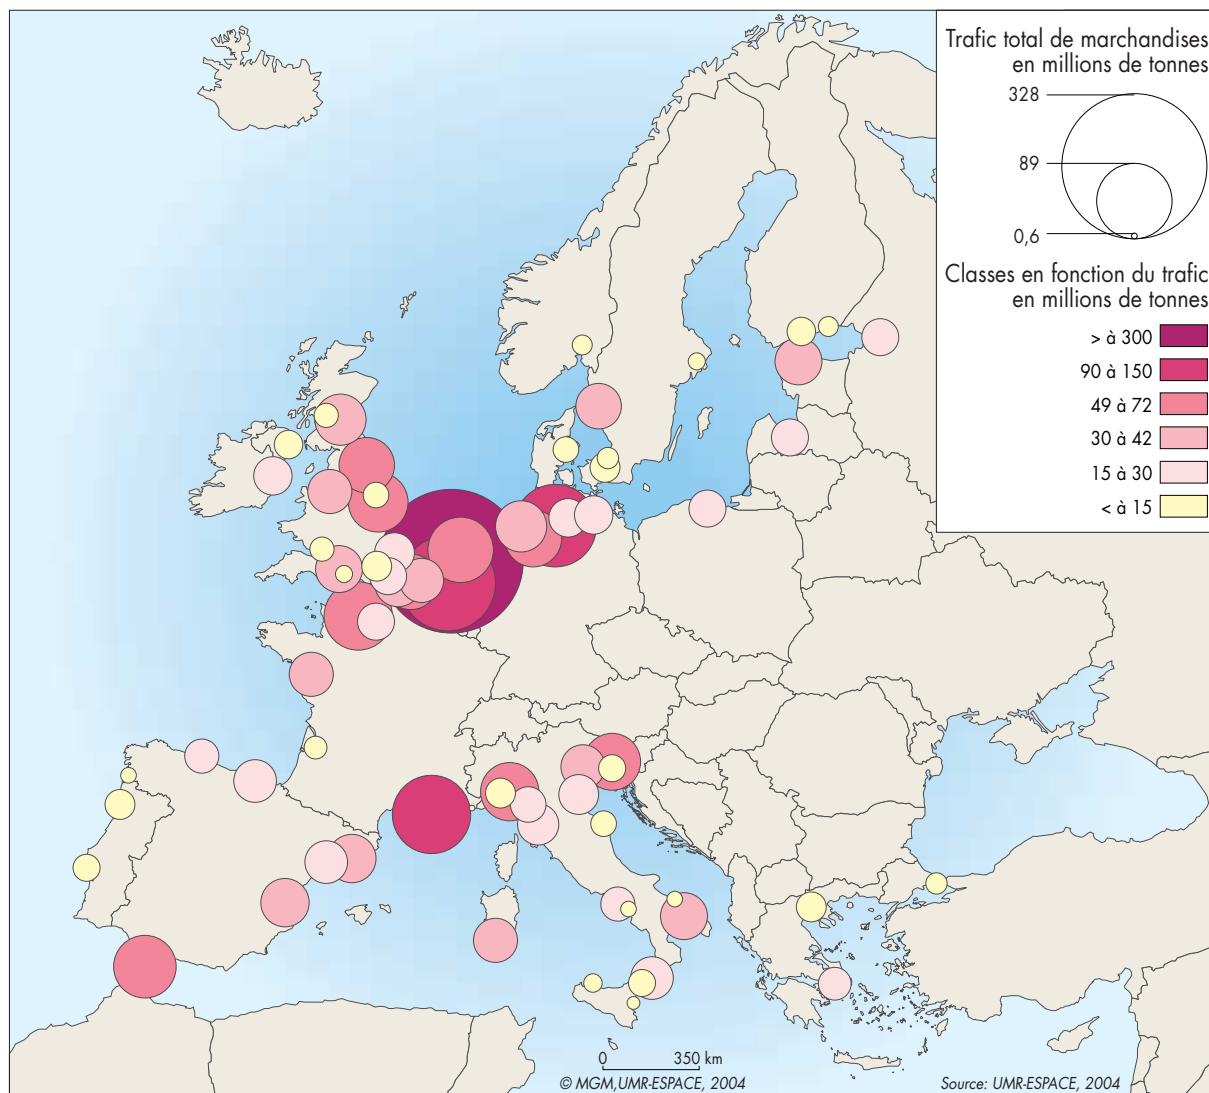 Trafic total de marchandises
en millions de tonnes
328
89
0,6
Classes en fonction du trafic
en millions de tonnes
> à 300
90 à 150
49 à 72
30 à 42
15 à 30
< à 15
0 350 km
© MGM,UMR-ESPACE, 2004
Source: UMR-ESPACE, 2004